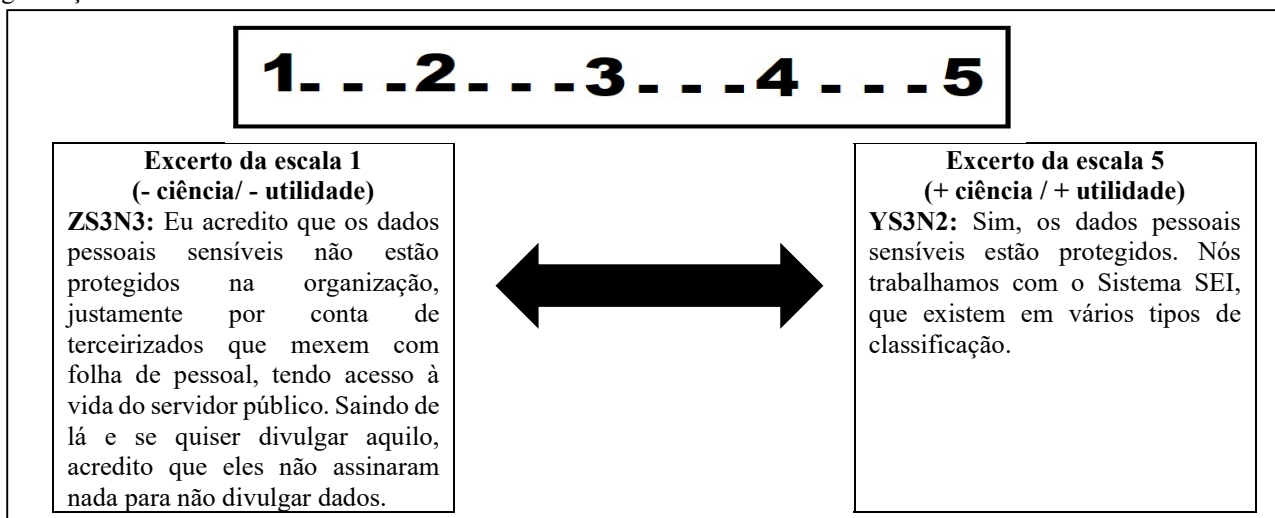 1- - -2- - -3- - -4 - - -5
Excerto da escala 1
(- ciência/ - utilidade)
ZS3N3: Eu acredito que os dados
pessoais sensíveis não estão
protegidos na organização,
justamente por conta de
terceirizados que mexem com
folha de pessoal, tendo acesso à
vida do servidor público. Saindo de
lá e se quiser divulgar aquilo,
acredito que eles não assinaram
nada para não divulgar dados.
Excerto da escala 5
(+ ciência / + utilidade)
YS3N2: Sim, os dados pessoais
sensíveis estão protegidos. Nós
trabalhamos com o Sistema SEI,
que existem em vários tipos de
classificação.